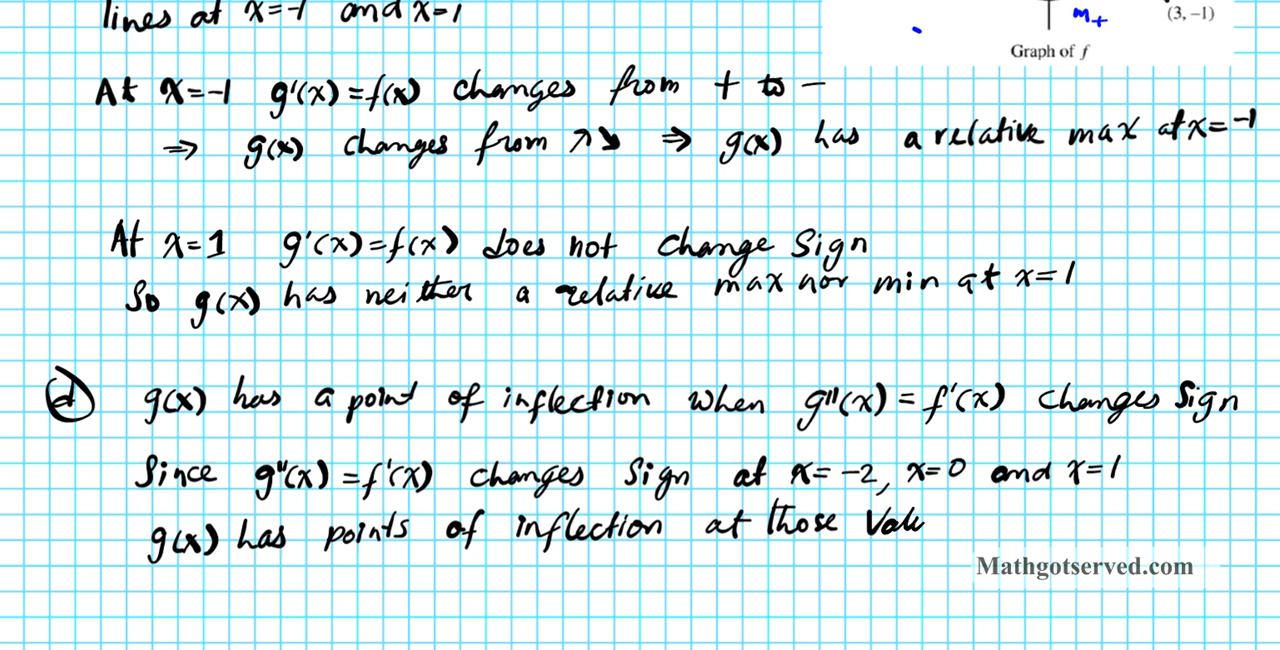 lines at x=-1 and x=1
m+ (3, −1)
Graph of f
At x=-1 g'(x)=f(x) changes from + to -
⇒ g(x) changes from ↗↘ ⇒ g(x) has a relative max at x=-1
At x=1 g'(x)=f(x) does not change sign
So g(x) has neither a relative max nor min at x=1
(d) g(x) has a point of inflection when g"(x) = f'(x) changes sign
Since g"(x) = f'(x) changes sign at x=-2, x=0 and x=1
g(x) has points of inflection at those Valu
Mathgotserved.com